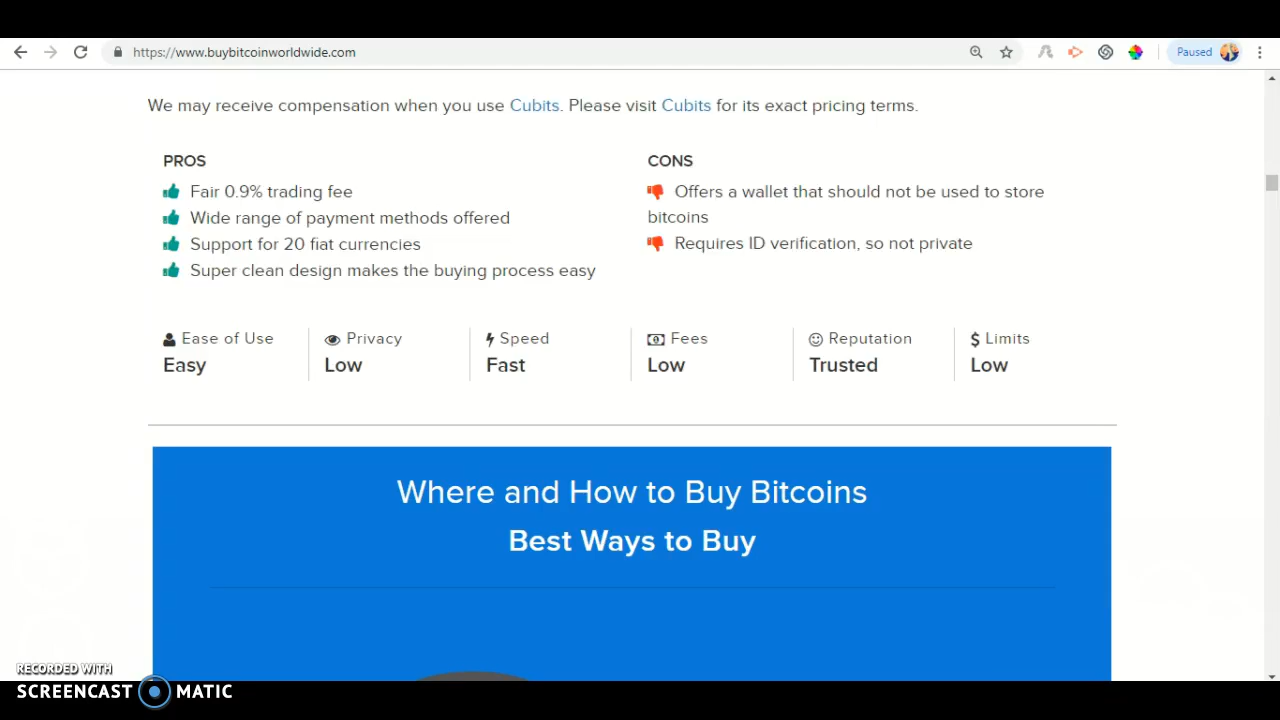 https://www.buybitcoinworldwide.com
Paused
We may receive compensation when you use Cubits. Please visit Cubits for its exact pricing terms.
PROS
Fair 0.9% trading fee
Wide range of payment methods offered
Support for 20 fiat currencies
Super clean design makes the buying process easy
CONS
Offers a wallet that should not be used to store
bitcoins
Requires ID verification, so not private
Ease of Use
Easy
Privacy
Low
Speed
Fast
Fees
Low
Reputation
Trusted
$ Limits
Low
Where and How to Buy Bitcoins
Best Ways to Buy
RECORDED WITH
SCREENCAST MATIC